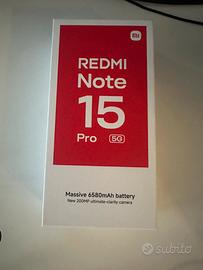 mi
REDMI
Note
15
Pro 5G
Massive 6580mAh battery
New 200MP ultimate-clarity camera
subito